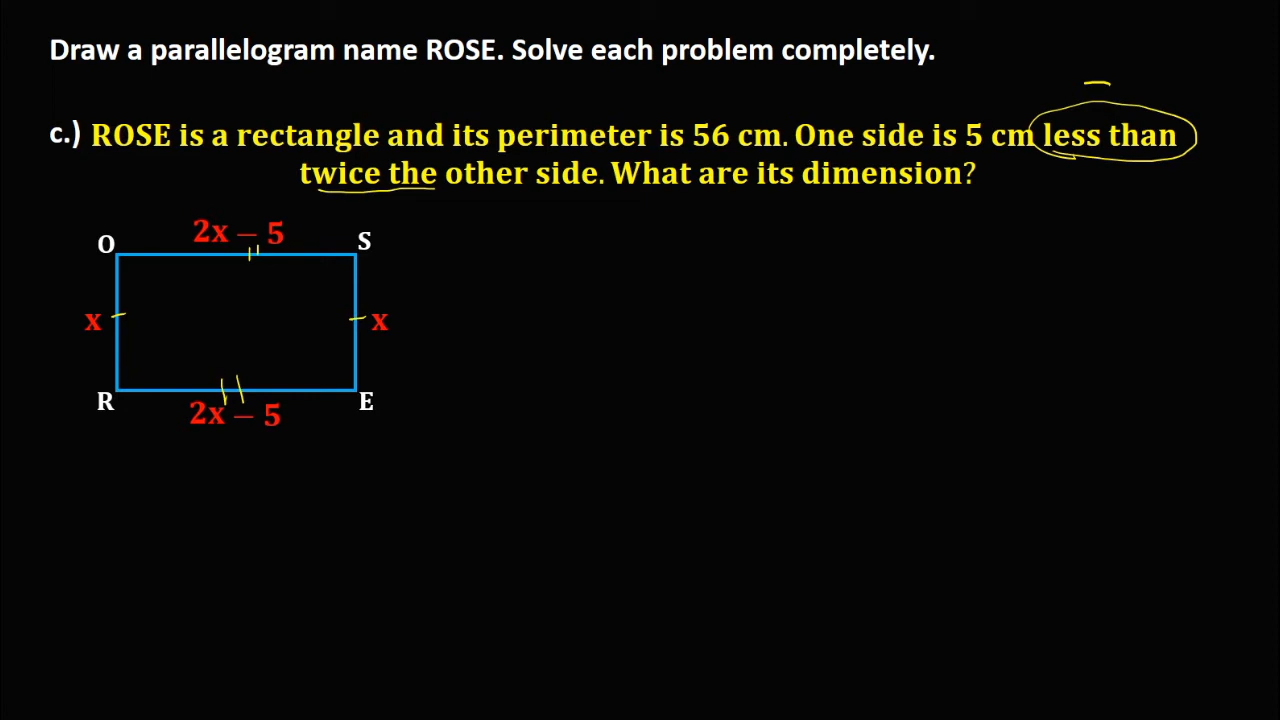 Draw a parallelogram name ROSE. Solve each problem completely.
c.) ROSE is a rectangle and its perimeter is 56 cm. One side is 5 cm less than
twice the other side. What are its dimension?
2x − 5
O S
x x
R E
2x − 5